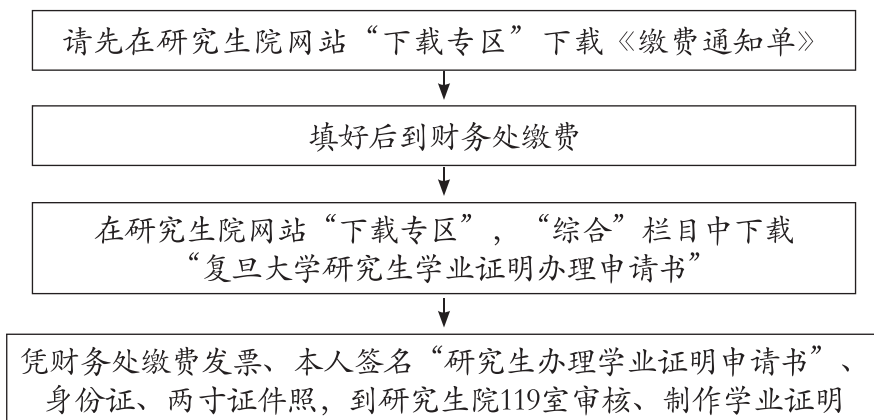 请先在研究生院网站“下载专区”下载《缴费通知单》
填好后到财务处缴费
在研究生院网站“下载专区”，“综合”栏目中下载
“复旦大学研究生学业证明办理申请书”
凭财务处缴费发票、本人签名“研究生办理学业证明申请书”、
身份证、两寸证件照，到研究生院119室审核、制作学业证明